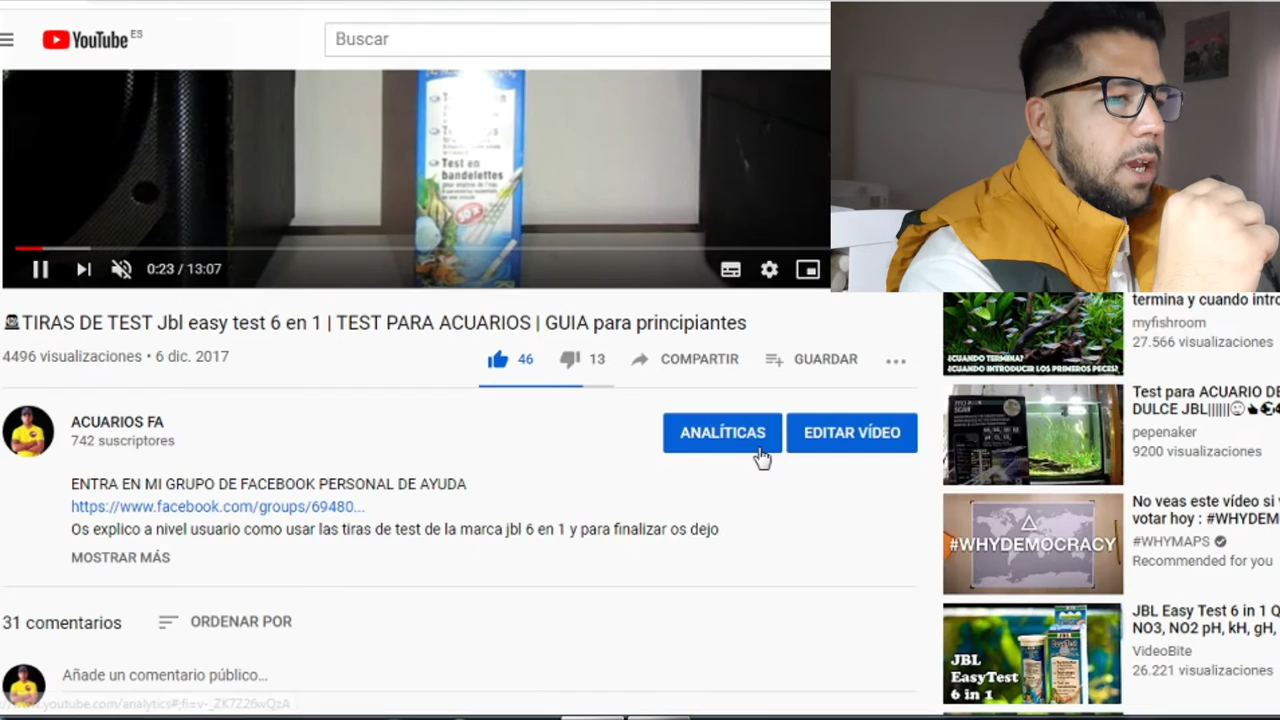 YouTube ES
Buscar
Test en
bandelettes
0:23 / 13:07
TIRAS DE TEST Jbl easy test 6 en 1 | TEST PARA ACUARIOS | GUIA para principiantes
4496 visualizaciones • 6 dic. 2017
46
13
COMPARTIR
GUARDAR
ACUARIOS FA
742 suscriptores
ANALÍTICAS
EDITAR VÍDEO
ENTRA EN MI GRUPO DE FACEBOOK PERSONAL DE AYUDA
https://www.facebook.com/groups/69480...
Os explico a nivel usuario como usar las tiras de test de la marca jbl 6 en 1 y para finalizar os dejo
MOSTRAR MÁS
31 comentarios
ORDENAR POR
Añade un comentario público...
¿CUANDO TERMINA?
¿CUANDO INTRODUCIR LOS PRIMEROS PECES?
termina y cuando intro
myfishroom
27.566 visualizaciones
Test para ACUARIO DE
DULCE JBL||||||
pepenaker
9200 visualizaciones
#WHYDEMOCRACY
No veas este vídeo si
votar hoy : #WHYDEM
#WHYMAPS
Recommended for you
JBL
EasyTest
6 in 1
JBL Easy Test 6 in 1 Q
NO3, NO2 pH, kH, gH,
VideoBite
26.221 visualizaciones